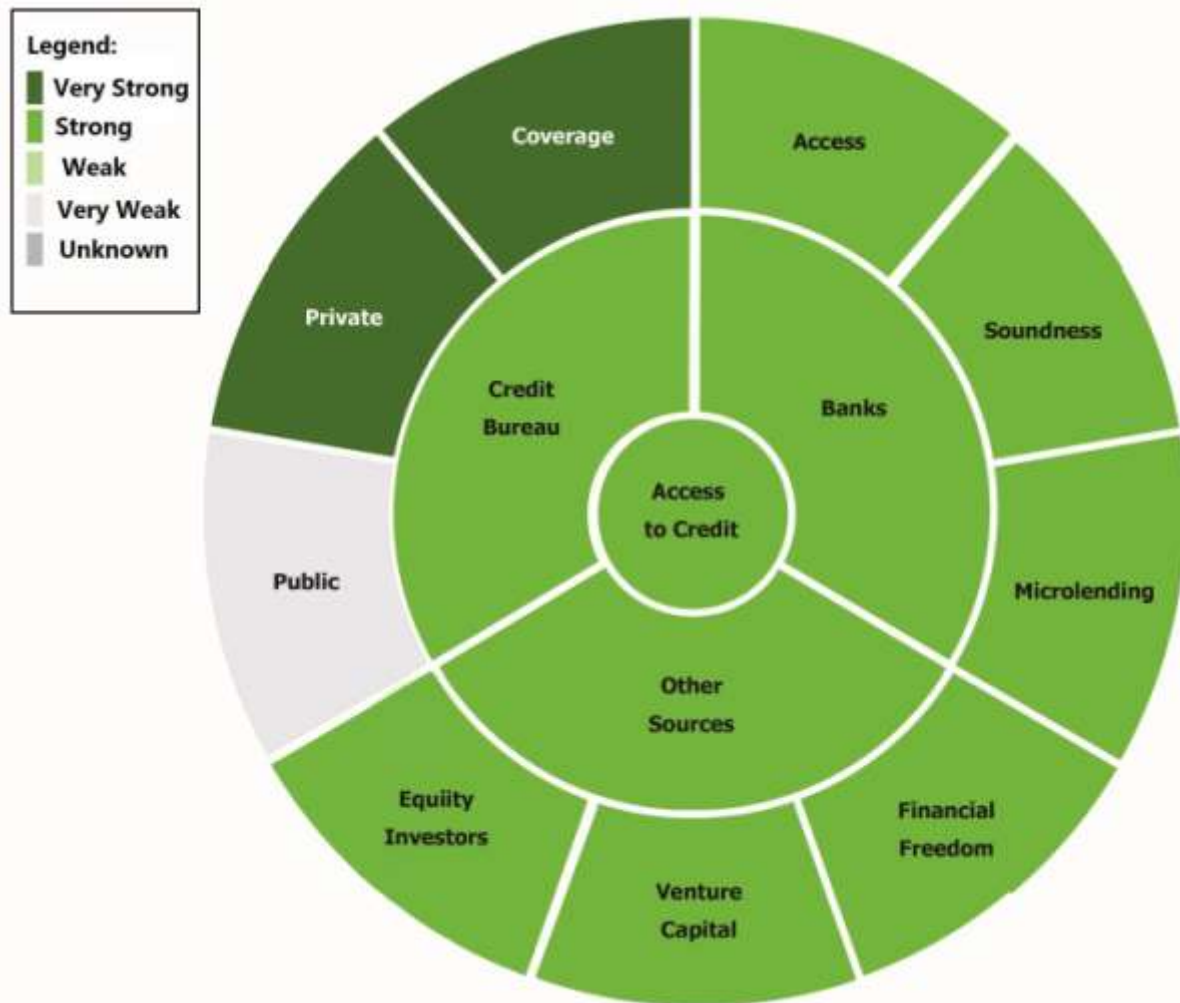 Legend:
Very Strong
Strong
Weak
Very Weak
Unknown
Coverage
Access
Private
Soundness
Credit
Bureau
Banks
Access
to Credit
Public
Microlending
Other
Sources
Equiity
Investors
Financial
Freedom
Venture
Capital